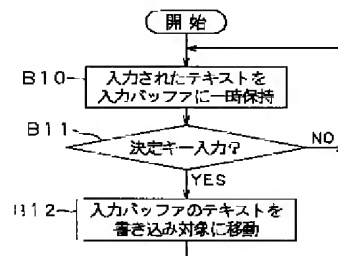 開始
B10
入力されたテキストを
入力バッファに一時保持
B11
決定キー入力?
NO
YES
B12
入力バッファのテキストを
書き込み対象に移動